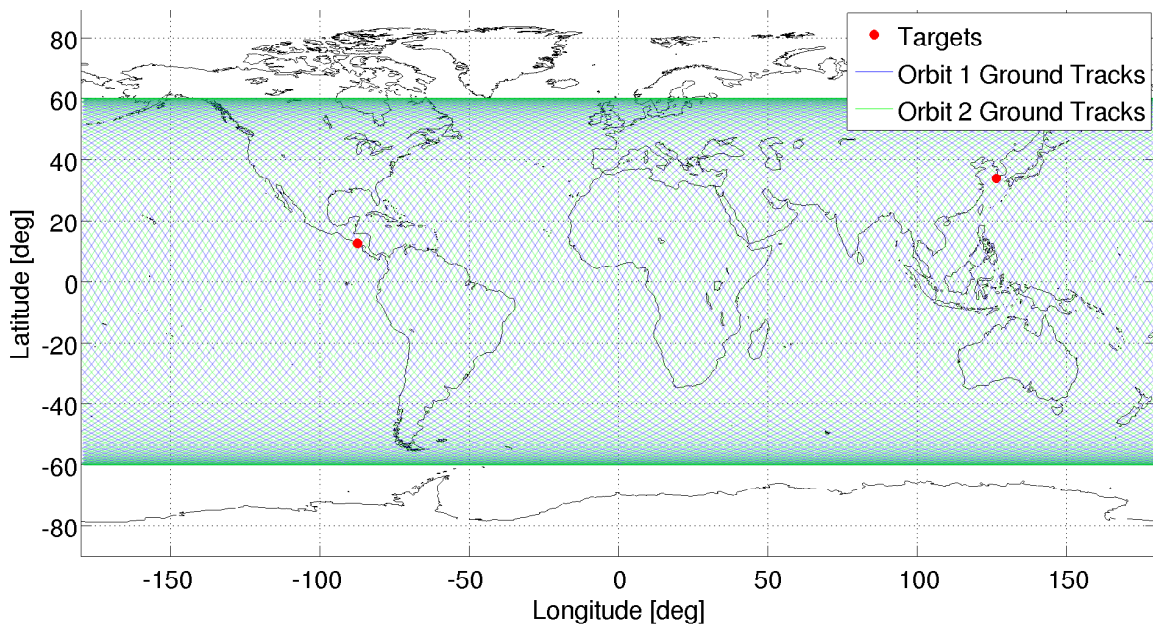 Targets
Orbit 1 Ground Tracks
Orbit 2 Ground Tracks
80
60
40
20
0
-20
-40
-60
-80
Latitude [deg]
-150 -100 -50 0 50 100 150
Longitude [deg]